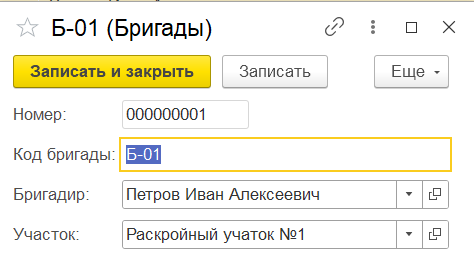 Б-01 (Бригады)
Записать и закрыть Записать Еще
Номер: 000000001
Код бригады: Б-01
Бригадир: Петров Иван Алексеевич
Участок: Раскройный учаток №1